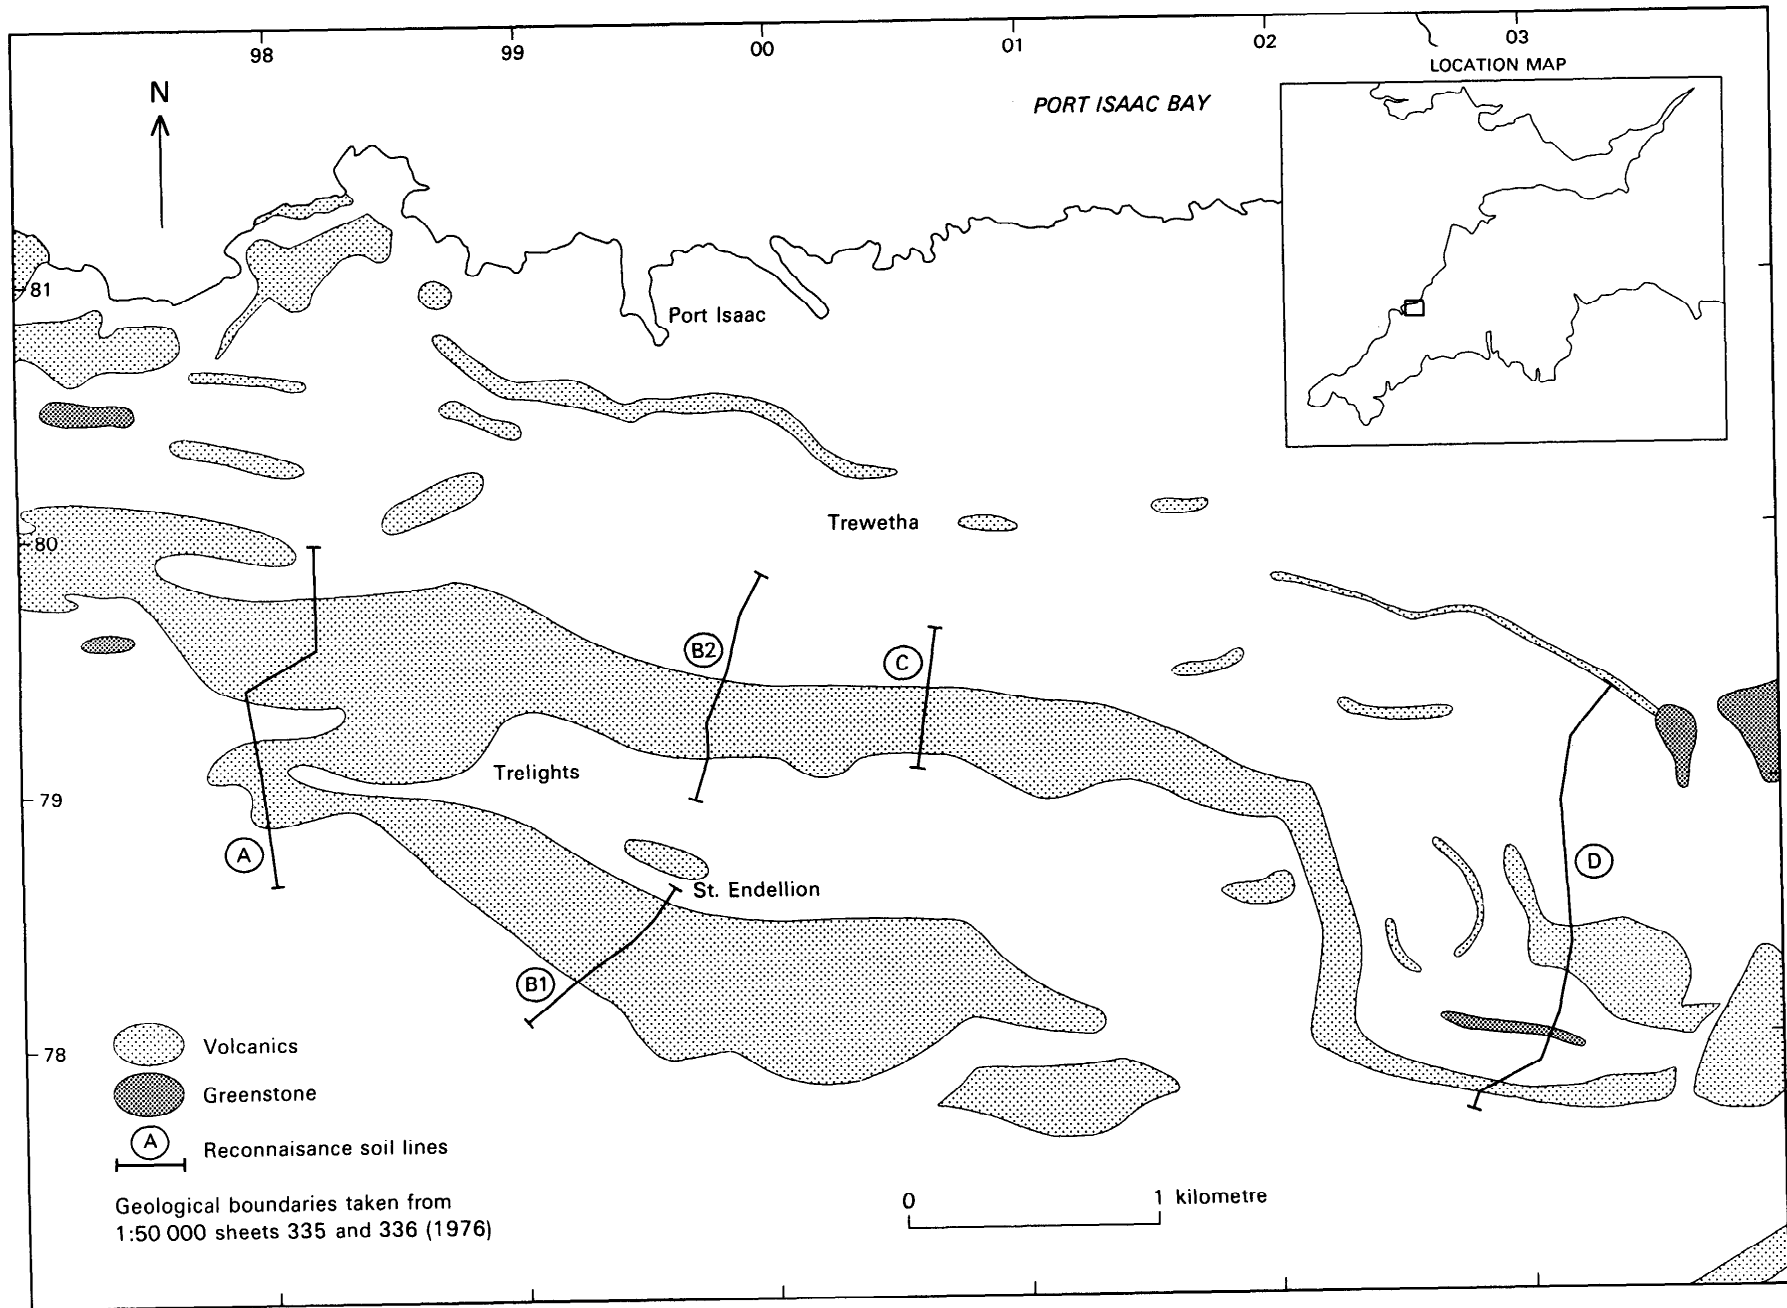 98
99
00
01
02
03
LOCATION MAP
N
PORT ISAAC BAY
81
Port Isaac
Trewetha
80
B2
C
Trelights
79
A
D
St. Endellion
B1
78
Volcanics
Greenstone
A
Reconnaisance soil lines
Geological boundaries taken from
1:50 000 sheets 335 and 336 (1976)
0
1 kilometre